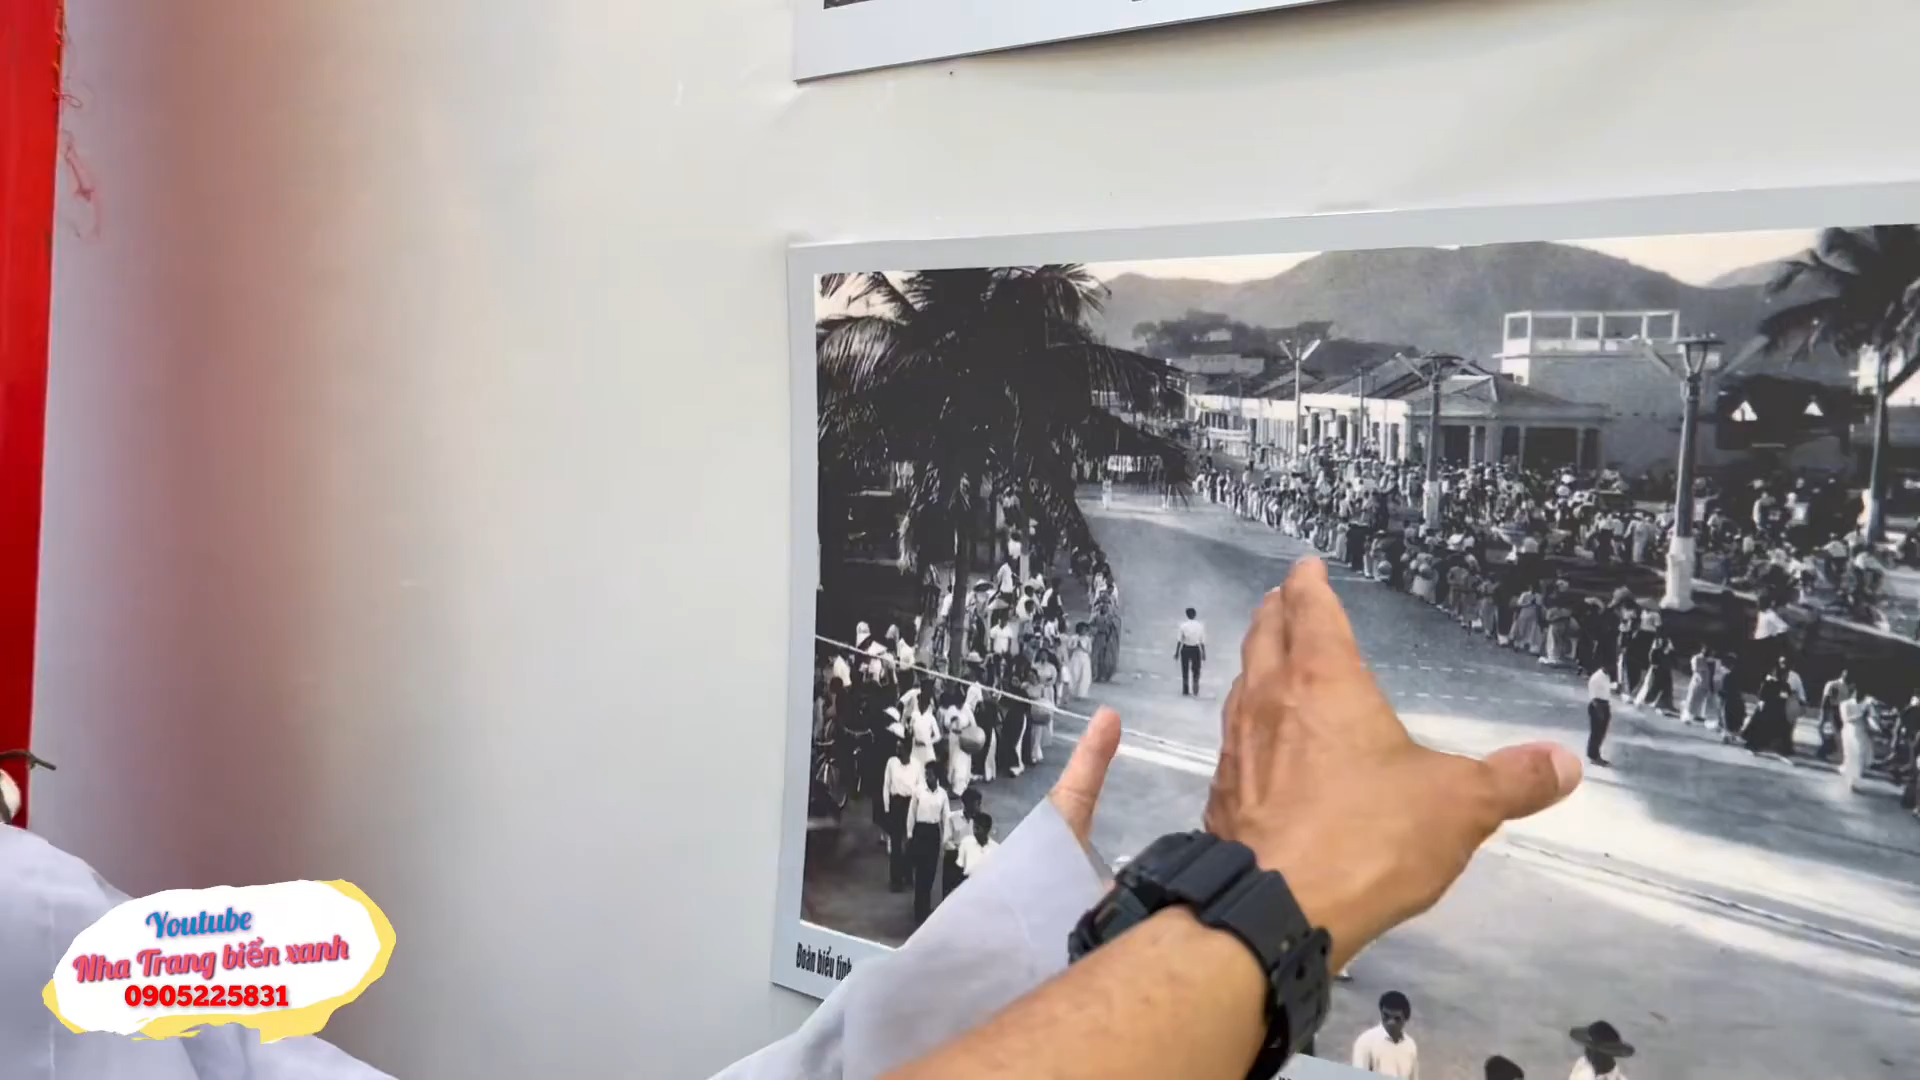 Đoàn biểu tình
Youtube
Nha Trang biển xanh
0905225831